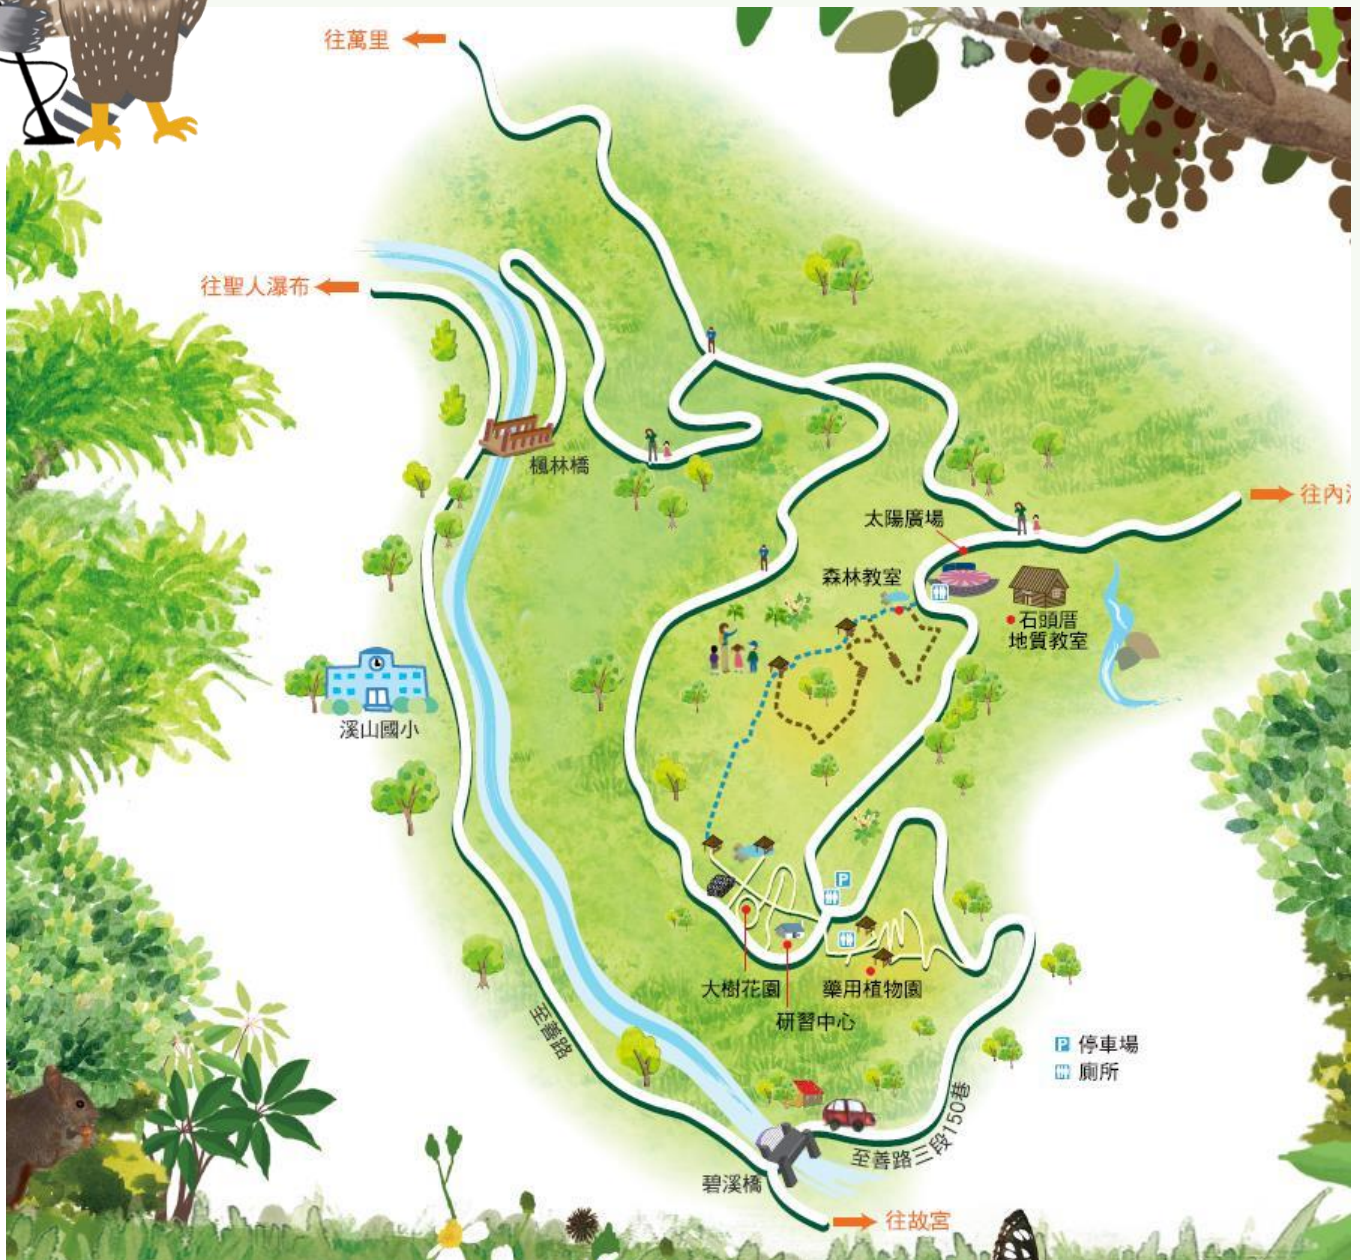 往萬里
往聖人瀑布
楓林橋
往內
太陽廣場
森林教室
石頭厝
地質教室
溪山國小
大樹花園
藥用植物園
研習中心
至善路
P 停車場
廁所
P
至善路三段150巷
碧溪橋
往故宮